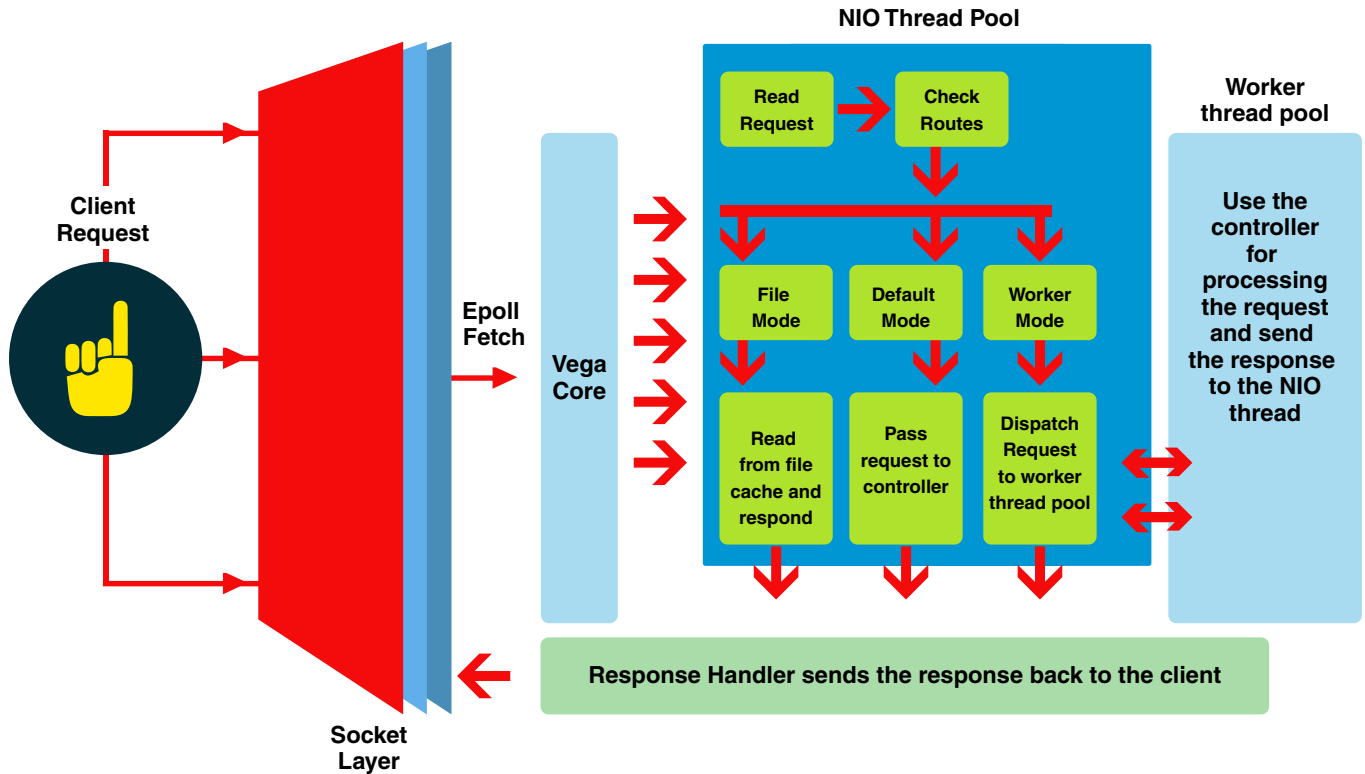 NIO Thread Pool
Read
Request
Check
Routes
Worker
thread pool
Client
Request
Use the
controller
for
processing
the request
and send
the response
to the NIO
thread
File
Mode
Default
Mode
Worker
Mode
Epoll
Fetch
Vega
Core
Read
from file
cache and
respond
Pass
request to
controller
Dispatch
Request
to worker
thread pool
Response Handler sends the response back to the client
Socket
Layer